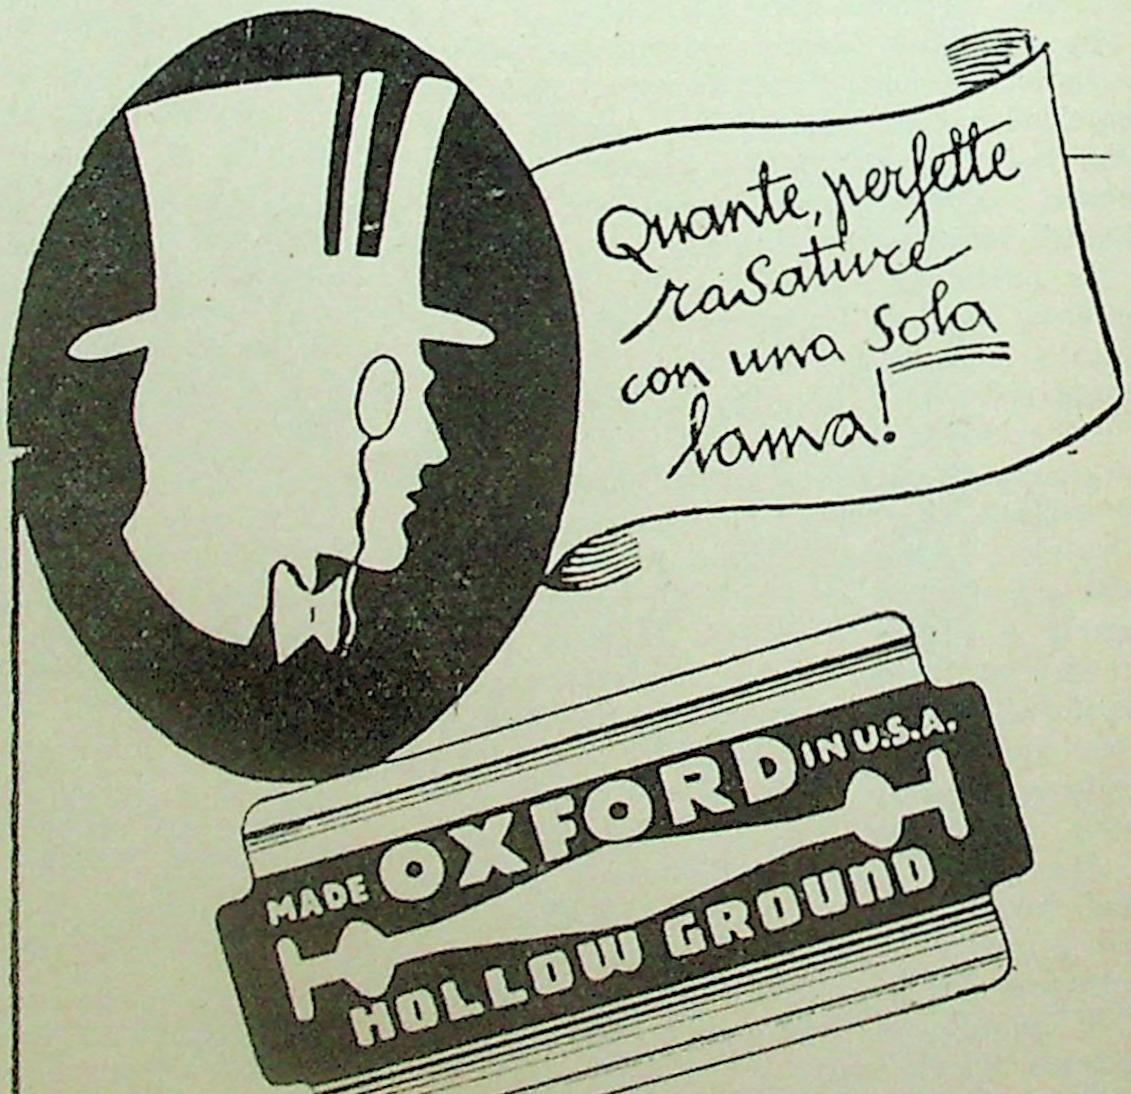 Quante, perfette
rasature
con una sola
lama!
MADE OXFORD IN U.S.A.
HOLLOW GROUND